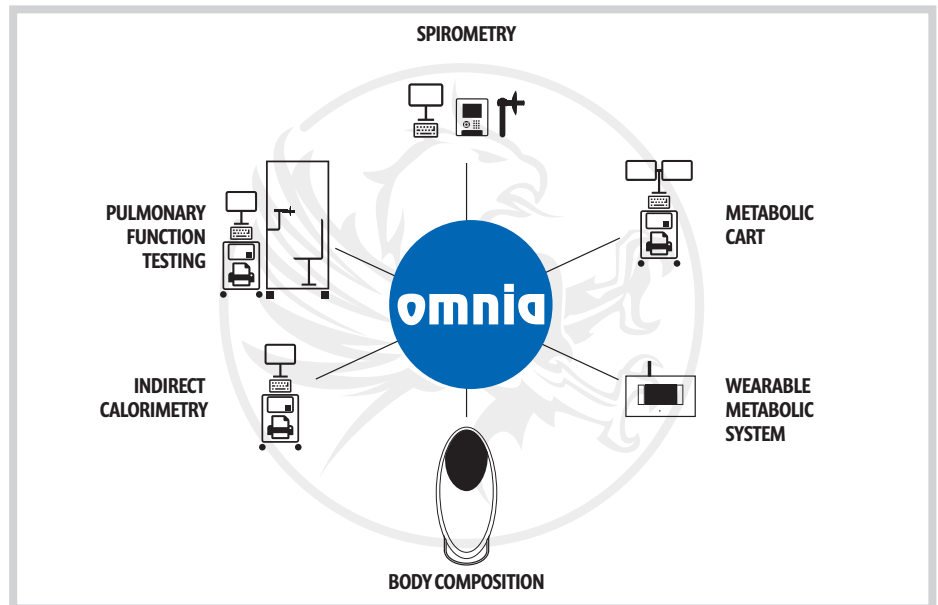 SPIROMETRY
PULMONARY
FUNCTION
TESTING
METABOLIC
CART
omnia
INDIRECT
CALORIMETRY
WEARABLE
METABOLIC
SYSTEM
BODY COMPOSITION